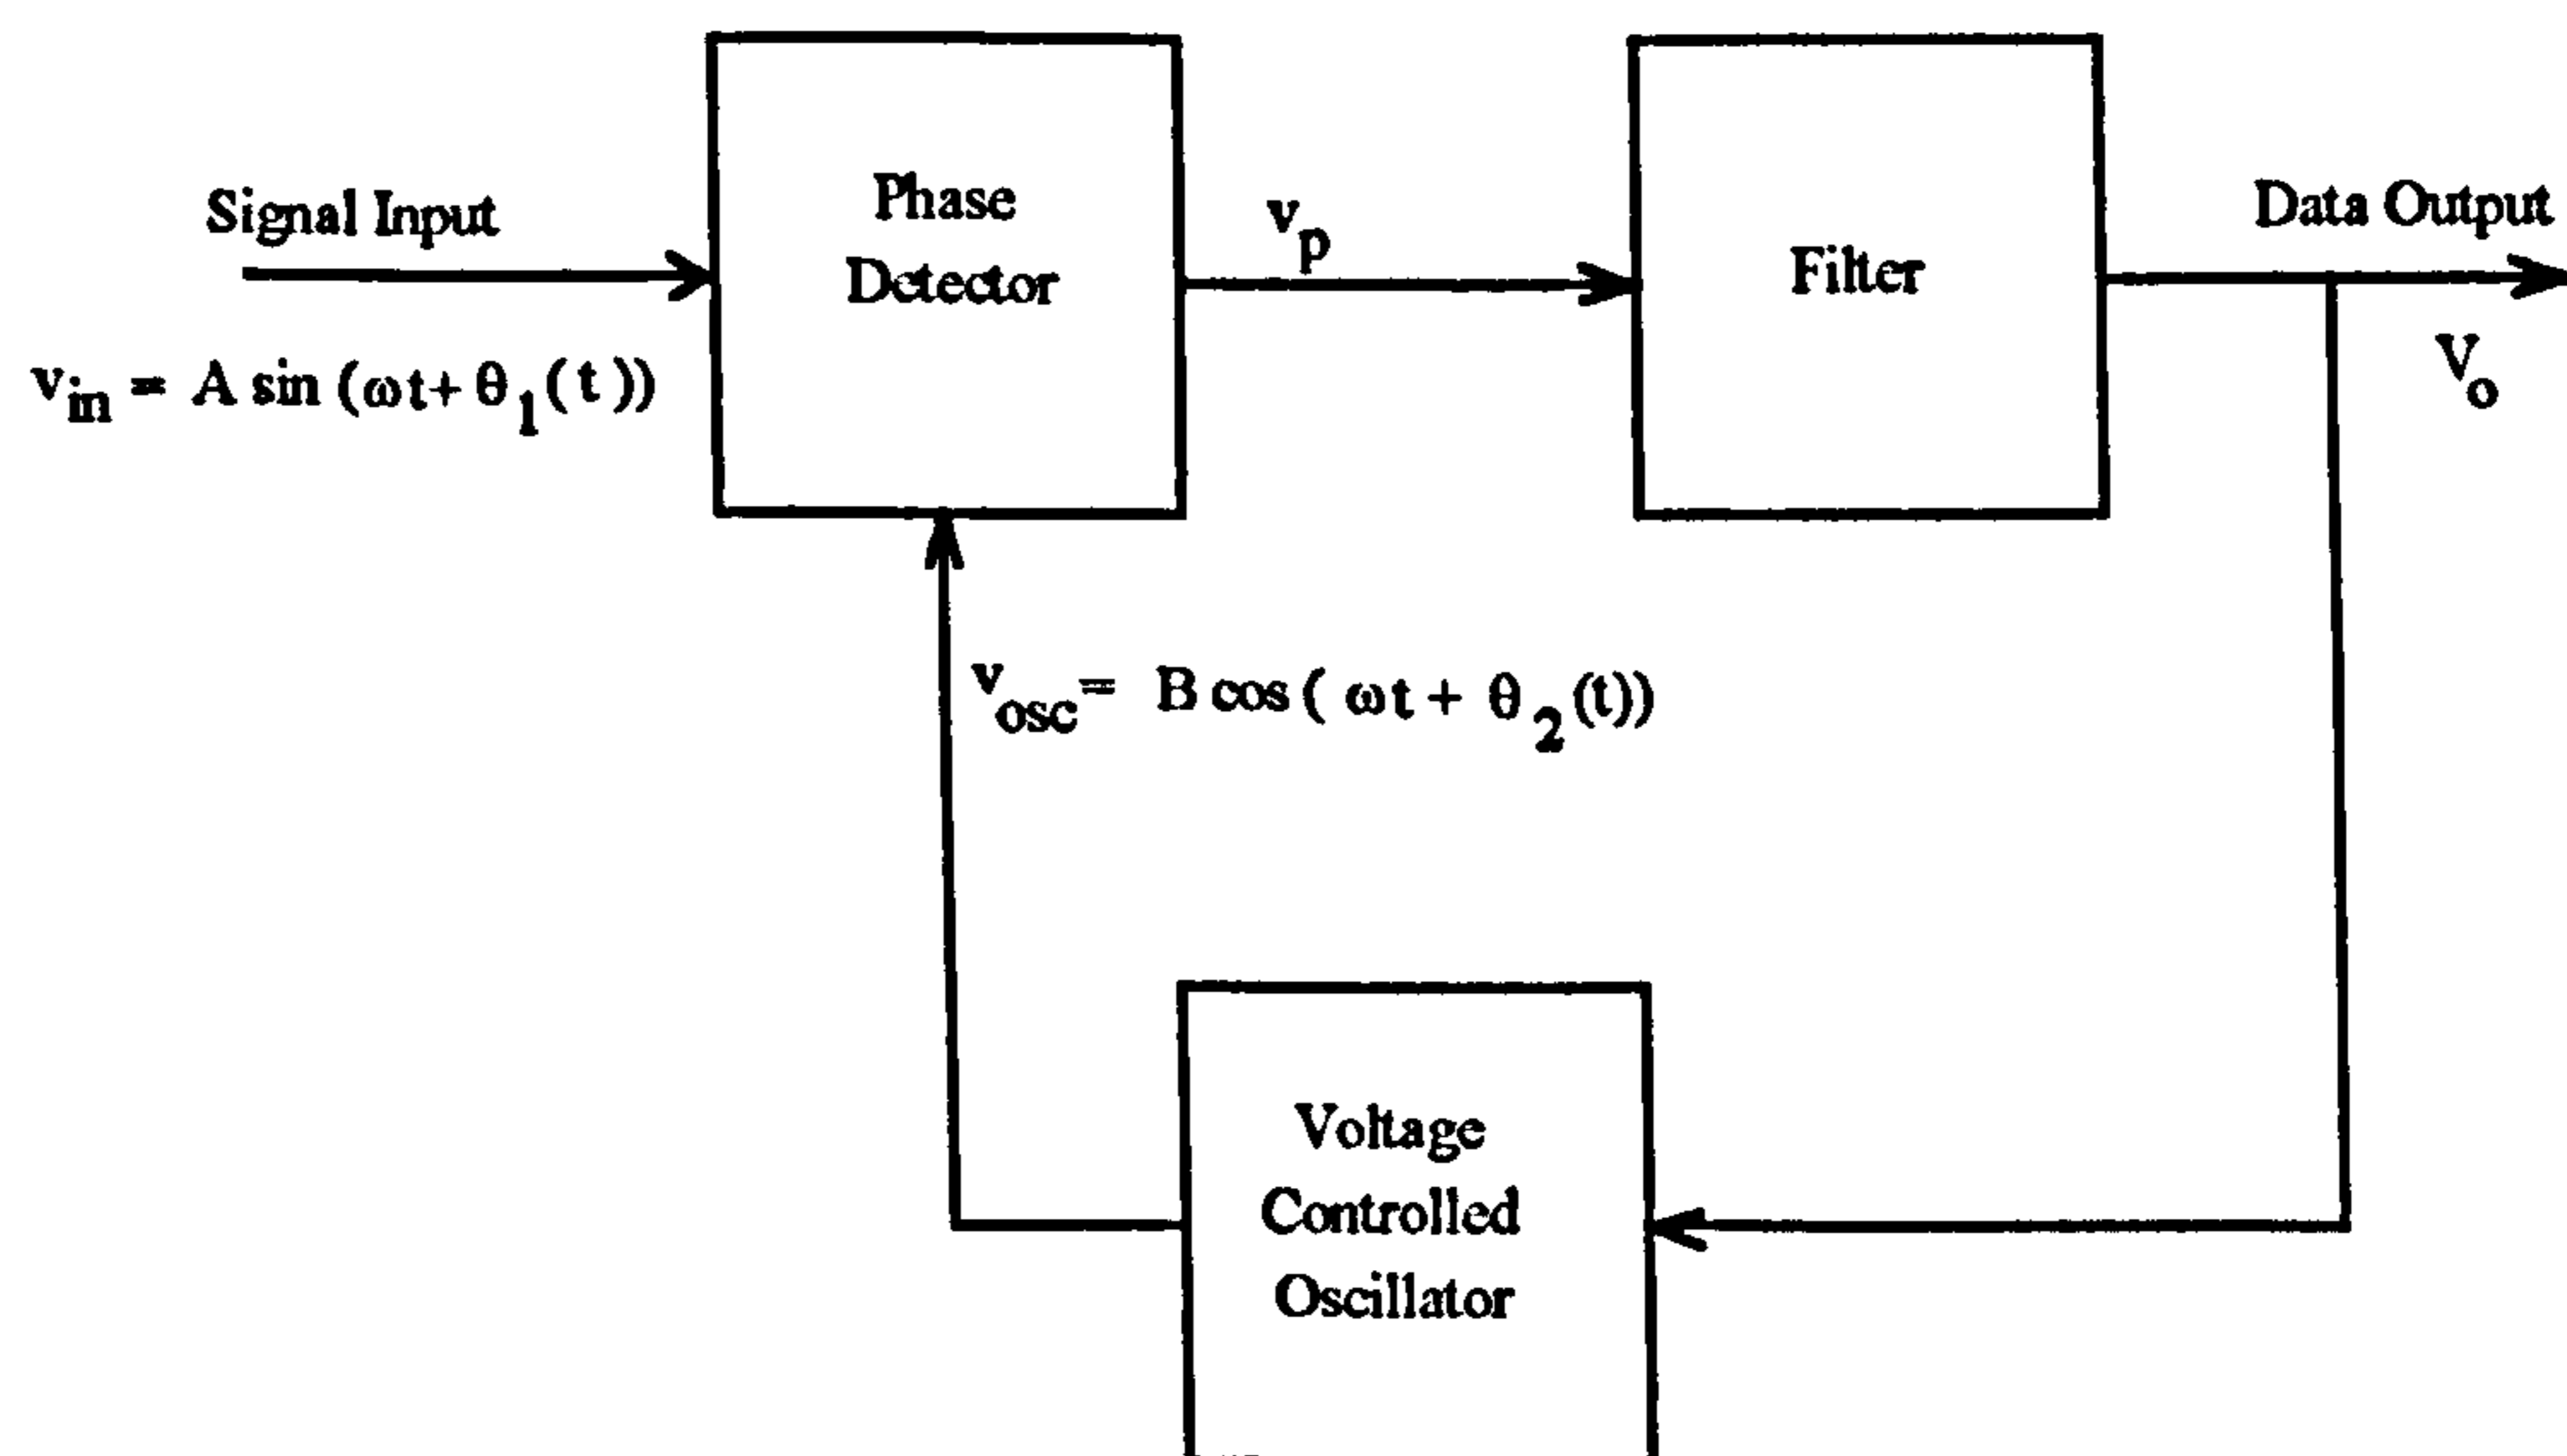 Signal Input
v_in = A sin (ωt+ θ_1(t))
Phase
Detector
v_p
Filter
Data Output
V_o
v_osc = B cos ( ωt + θ_2(t))
Voltage
Controlled
Oscillator